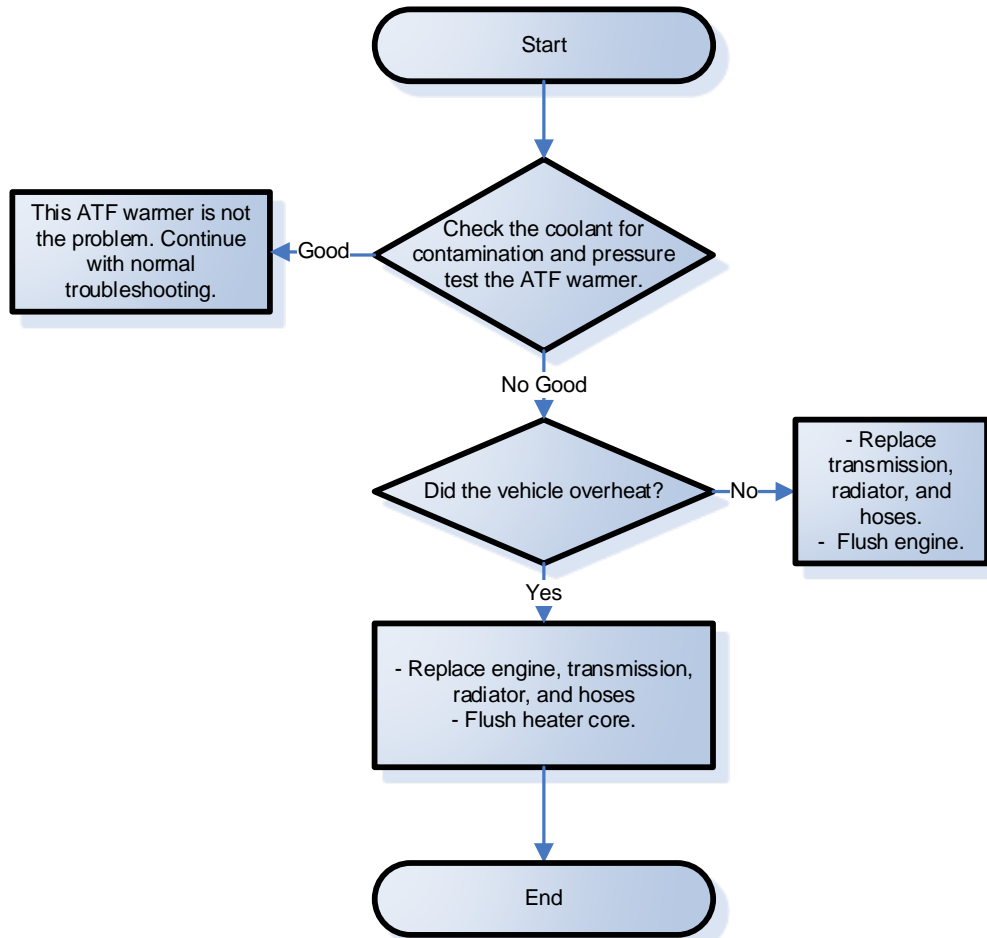 Start
Check the coolant for
contamination and pressure
test the ATF warmer.
Good
This ATF warmer is not
the problem. Continue
with normal
troubleshooting.
No Good
Did the vehicle overheat?
No
- Replace
transmission,
radiator, and
hoses.
- Flush engine.
Yes
- Replace engine, transmission,
radiator, and hoses
- Flush heater core.
End